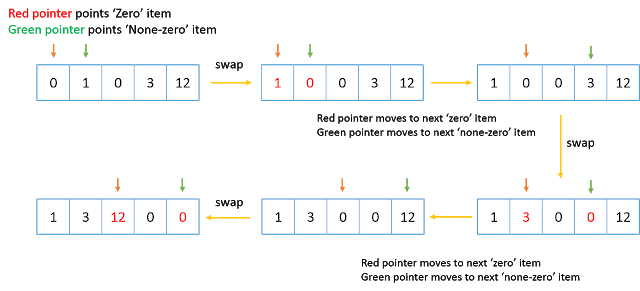 Red pointer points ‘Zero’ item
Green pointer points ‘None-zero’ item
0 1 0 3 12
swap
1 0 0 3 12
1 0 0 3 12
Red pointer moves to next ‘zero’ item
Green pointer moves to next ‘none-zero’ item
swap
1 3 12 0 0
swap
1 3 0 0 12
1 3 0 0 12
Red pointer moves to next ‘zero’ item
Green pointer moves to next ‘none-zero’ item